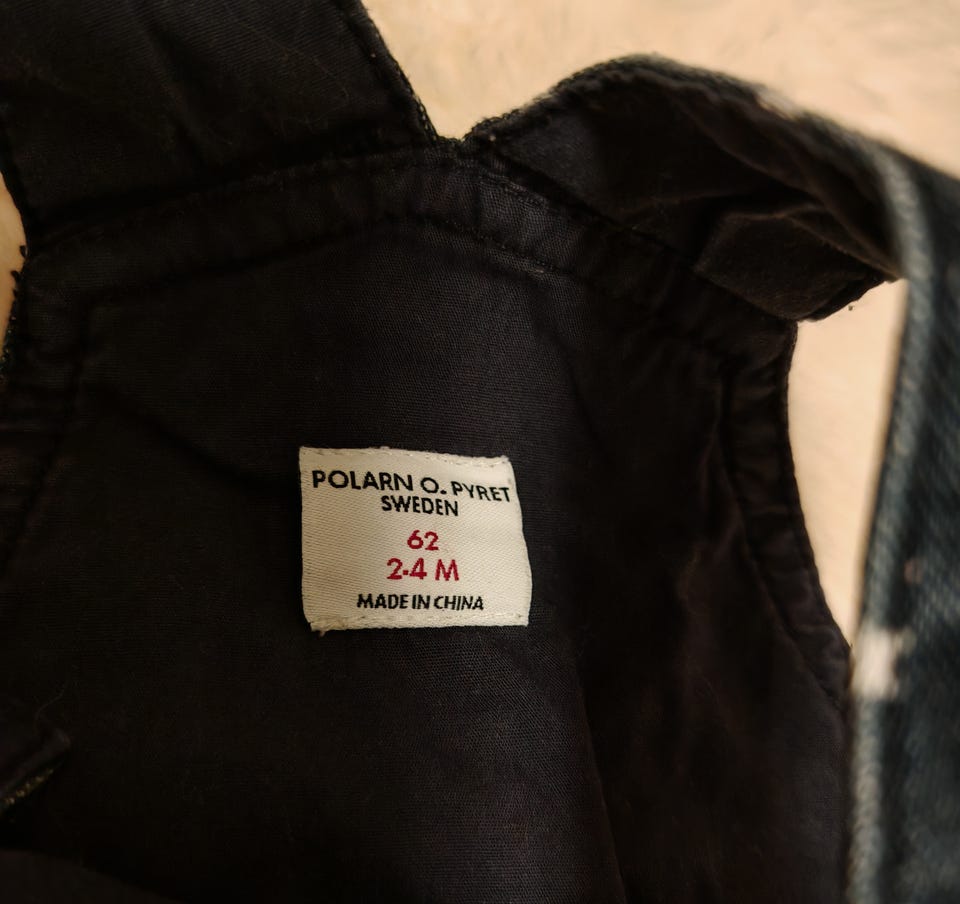 POLARN O. PYRET
SWEDEN
62
2-4 M
MADE IN CHINA